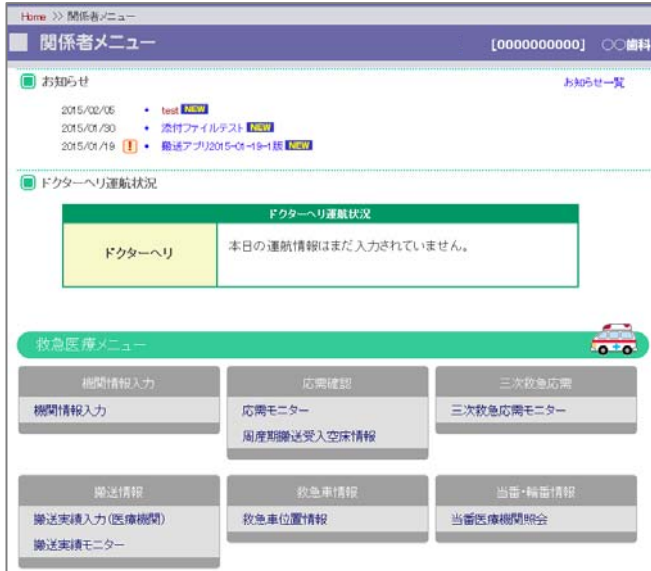 Home >> 関係者メニュー
関係者メニュー [0000000000] 〇〇歯科
お知らせ お知らせ一覧
2015/02/05 • test NEW
2015/01/30 • 添付ファイルテスト NEW
2015/01/19 ! • 搬送アプリ2015-01-19-1版 NEW
ドクターヘリ運航状況
ドクターヘリ運航状況
ドクターヘリ 本日の運航情報はまだ入力されていません。
救急医療メニュー
機関情報入力 応需確認 三次救急応需
機関情報入力 応需モニター 三次救急応需モニター
周産期搬送受入空床情報
搬送情報 救急車情報 当番・輪番情報
搬送実績入力(医療機関) 救急車位置情報 当番医療機関照会
搬送実績モニター